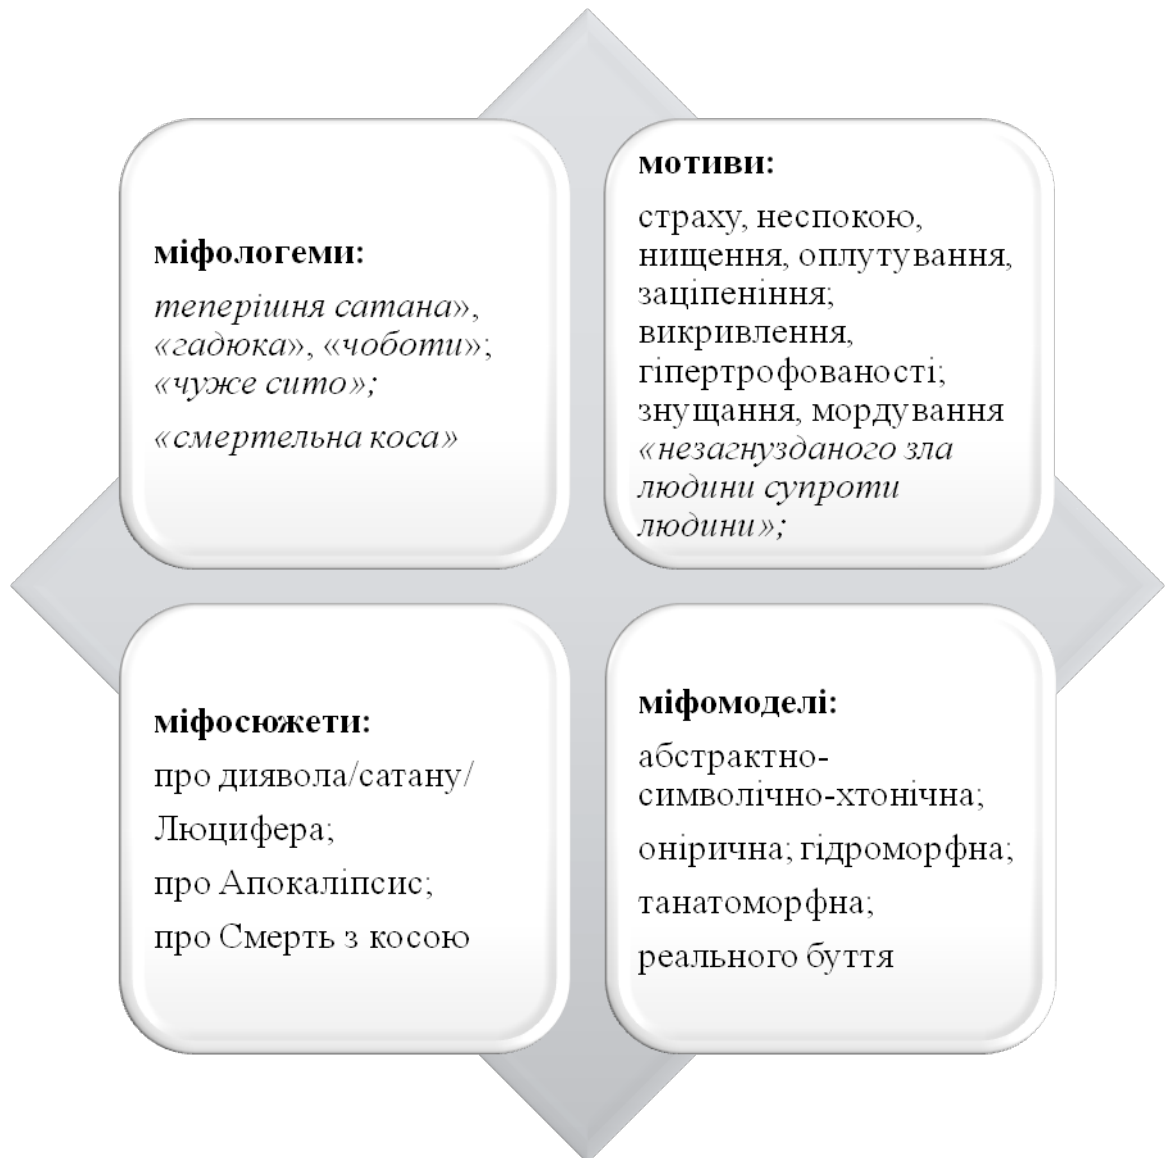 міфологеми:
теперішня сатана»,
«гадюка», «чоботи»;
«чуже сито»;
«смертельна коса»
мотиви:
страху, неспокою,
нищення, оплутування,
заціпеніння;
викривлення,
гіпертрофованості;
знущання, мордування
«незагнузданого зла
людини супроти
людини»;
міфосюжети:
про диявола/сатану/
Люцифера;
про Апокаліпсис;
про Смерть з косою
міфомоделі:
абстрактно-
символічно-хтонічна;
онірична; гідроморфна;
танатоморфна;
реального буття